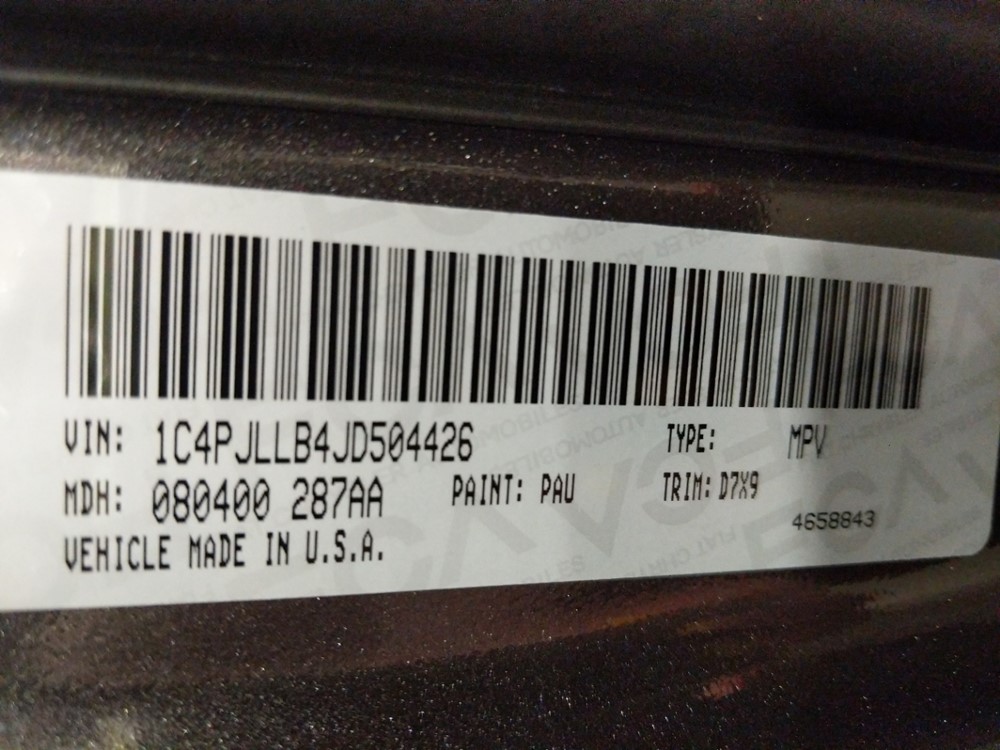 VIN: 1C4PJLLB4JD504426 TYPE: MPV
MDH: 080400 287AA PAINT: PAU TRIM: D7X9
4658843
VEHICLE MADE IN U.S.A.